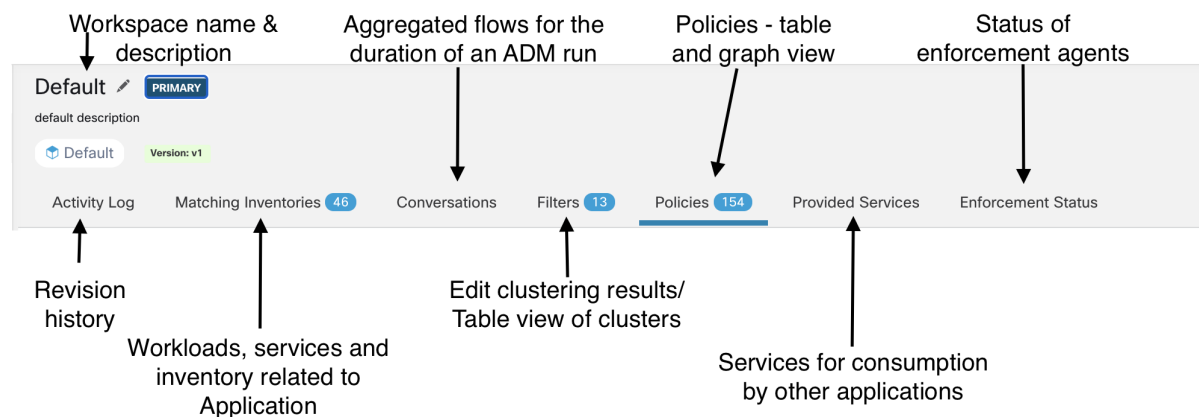 Workspace name &
description
Aggregated flows for the
duration of an ADM run
Policies - table
and graph view
Status of
enforcement agents
Default PRIMARY
default description
Default Version: v1
Activity Log Matching Inventories 46 Conversations Filters 13 Policies 154 Provided Services Enforcement Status
Revision
history
Workloads, services and
inventory related to
Application
Edit clustering results/
Table view of clusters
Services for consumption
by other applications